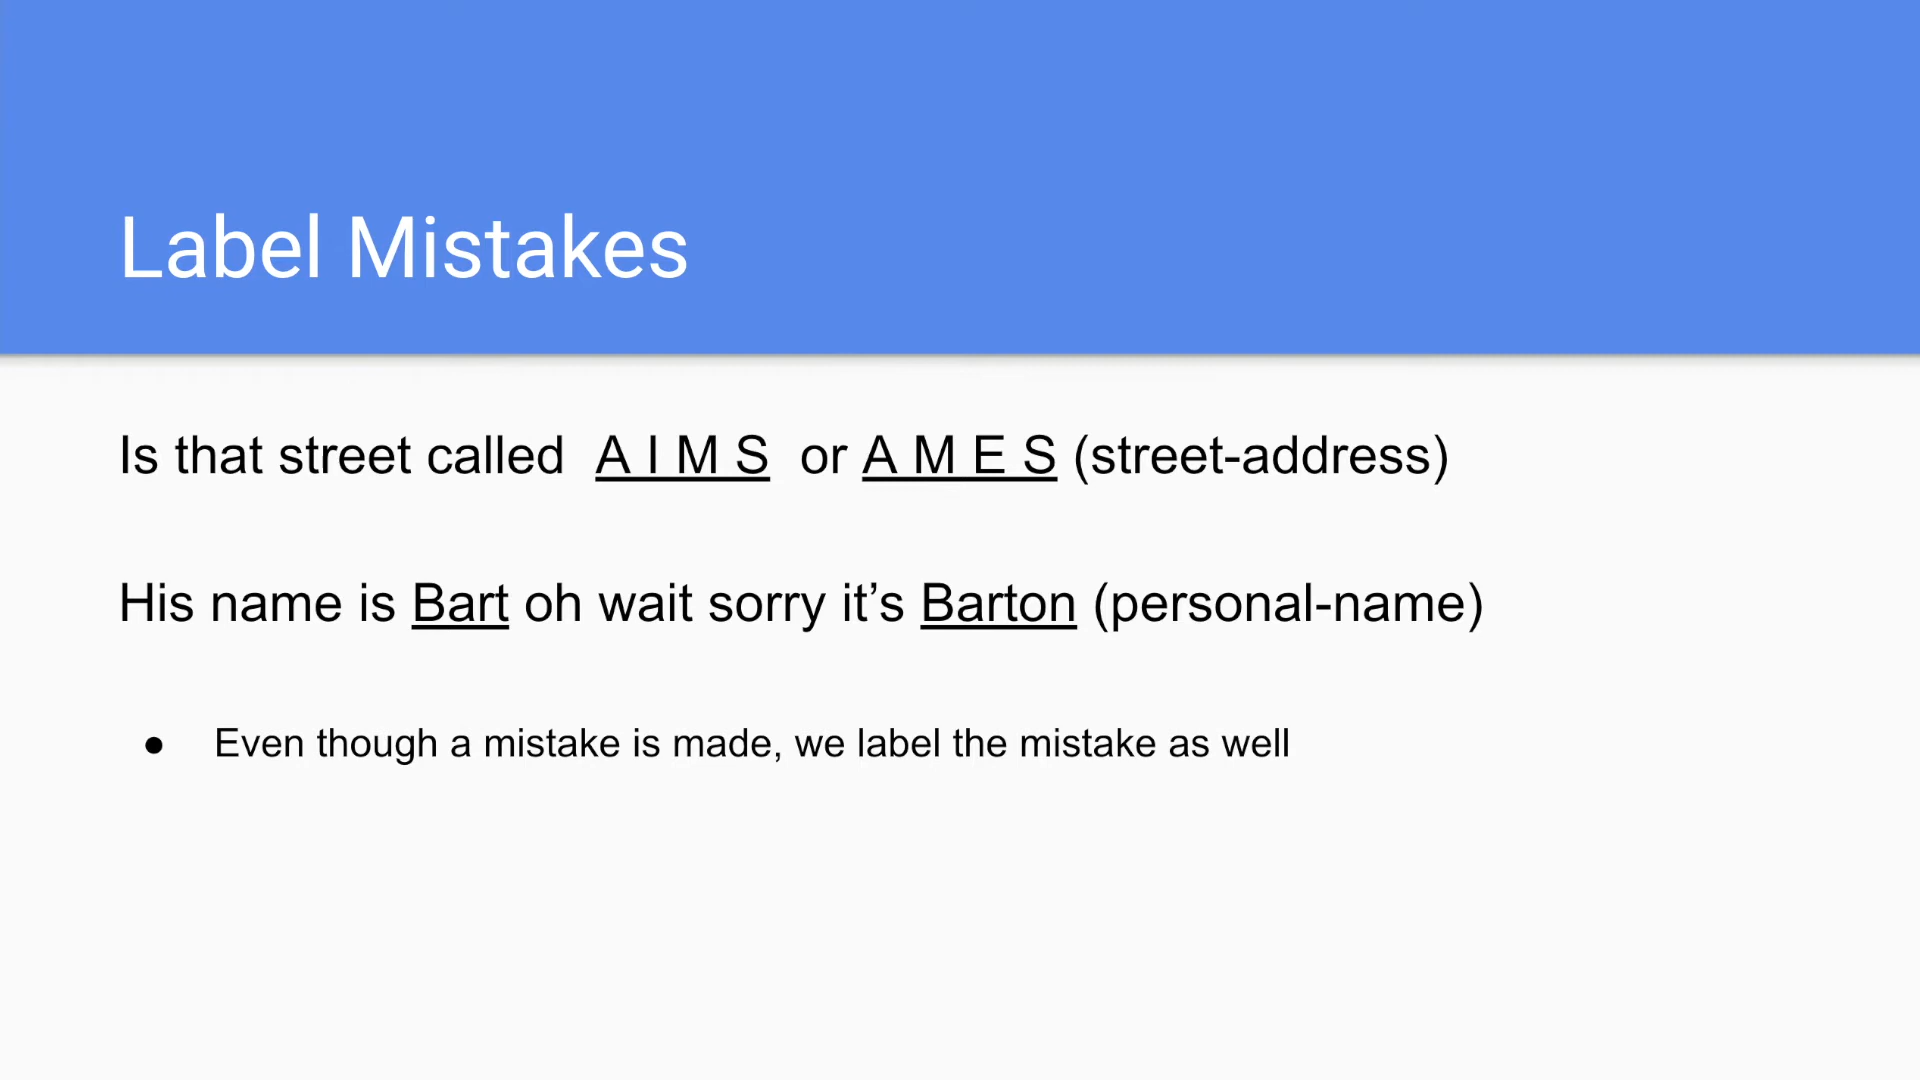 Label Mistakes
Is that street called A I M S or A M E S (street-address)
His name is Bart oh wait sorry it’s Barton (personal-name)
● Even though a mistake is made, we label the mistake as well